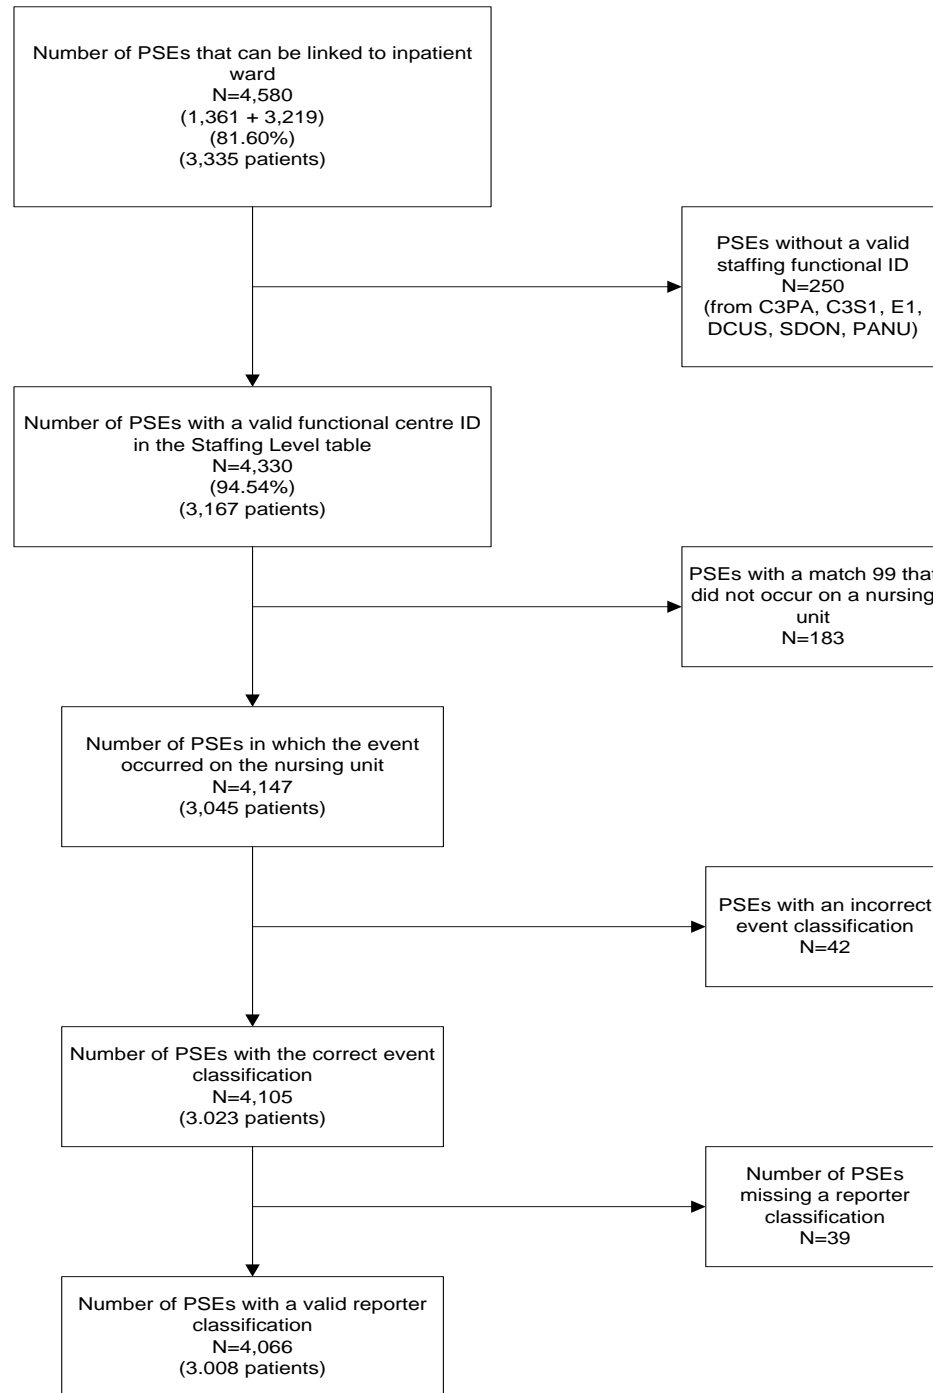 Number of PSEs that can be linked to inpatient
ward
N=4,580
(1,361 + 3,219)
(81.60%)
(3,335 patients)
PSEs without a valid
staffing functional ID
N=250
(from C3PA, C3S1, E1,
DCUS, SDON, PANU)
Number of PSEs with a valid functional centre ID
in the Staffing Level table
N=4,330
(94.54%)
(3,167 patients)
PSEs with a match 99 that
did not occur on a nursing
unit
N=183
Number of PSEs in which the event
occurred on the nursing unit
N=4,147
(3,045 patients)
PSEs with an incorrect
event classification
N=42
Number of PSEs with the correct event
classification
N=4,105
(3.023 patients)
Number of PSEs
missing a reporter
classification
N=39
Number of PSEs with a valid reporter
classification
N=4,066
(3.008 patients)